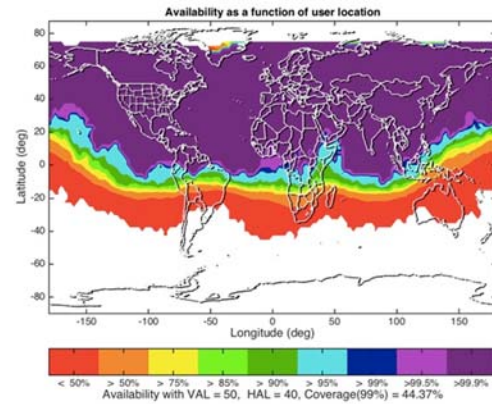 Availability as a function of user location
80
60
40
20
0
-20
-40
-60
-80
Latitude (deg)
-150 -100 -50 0 50 100 150
Longitude (deg)
< 50% > 50% > 75% > 85% > 90% > 95% > 99% >99.5% >99.9%
Availability with VAL = 50, HAL = 40, Coverage(99%) = 44.37%